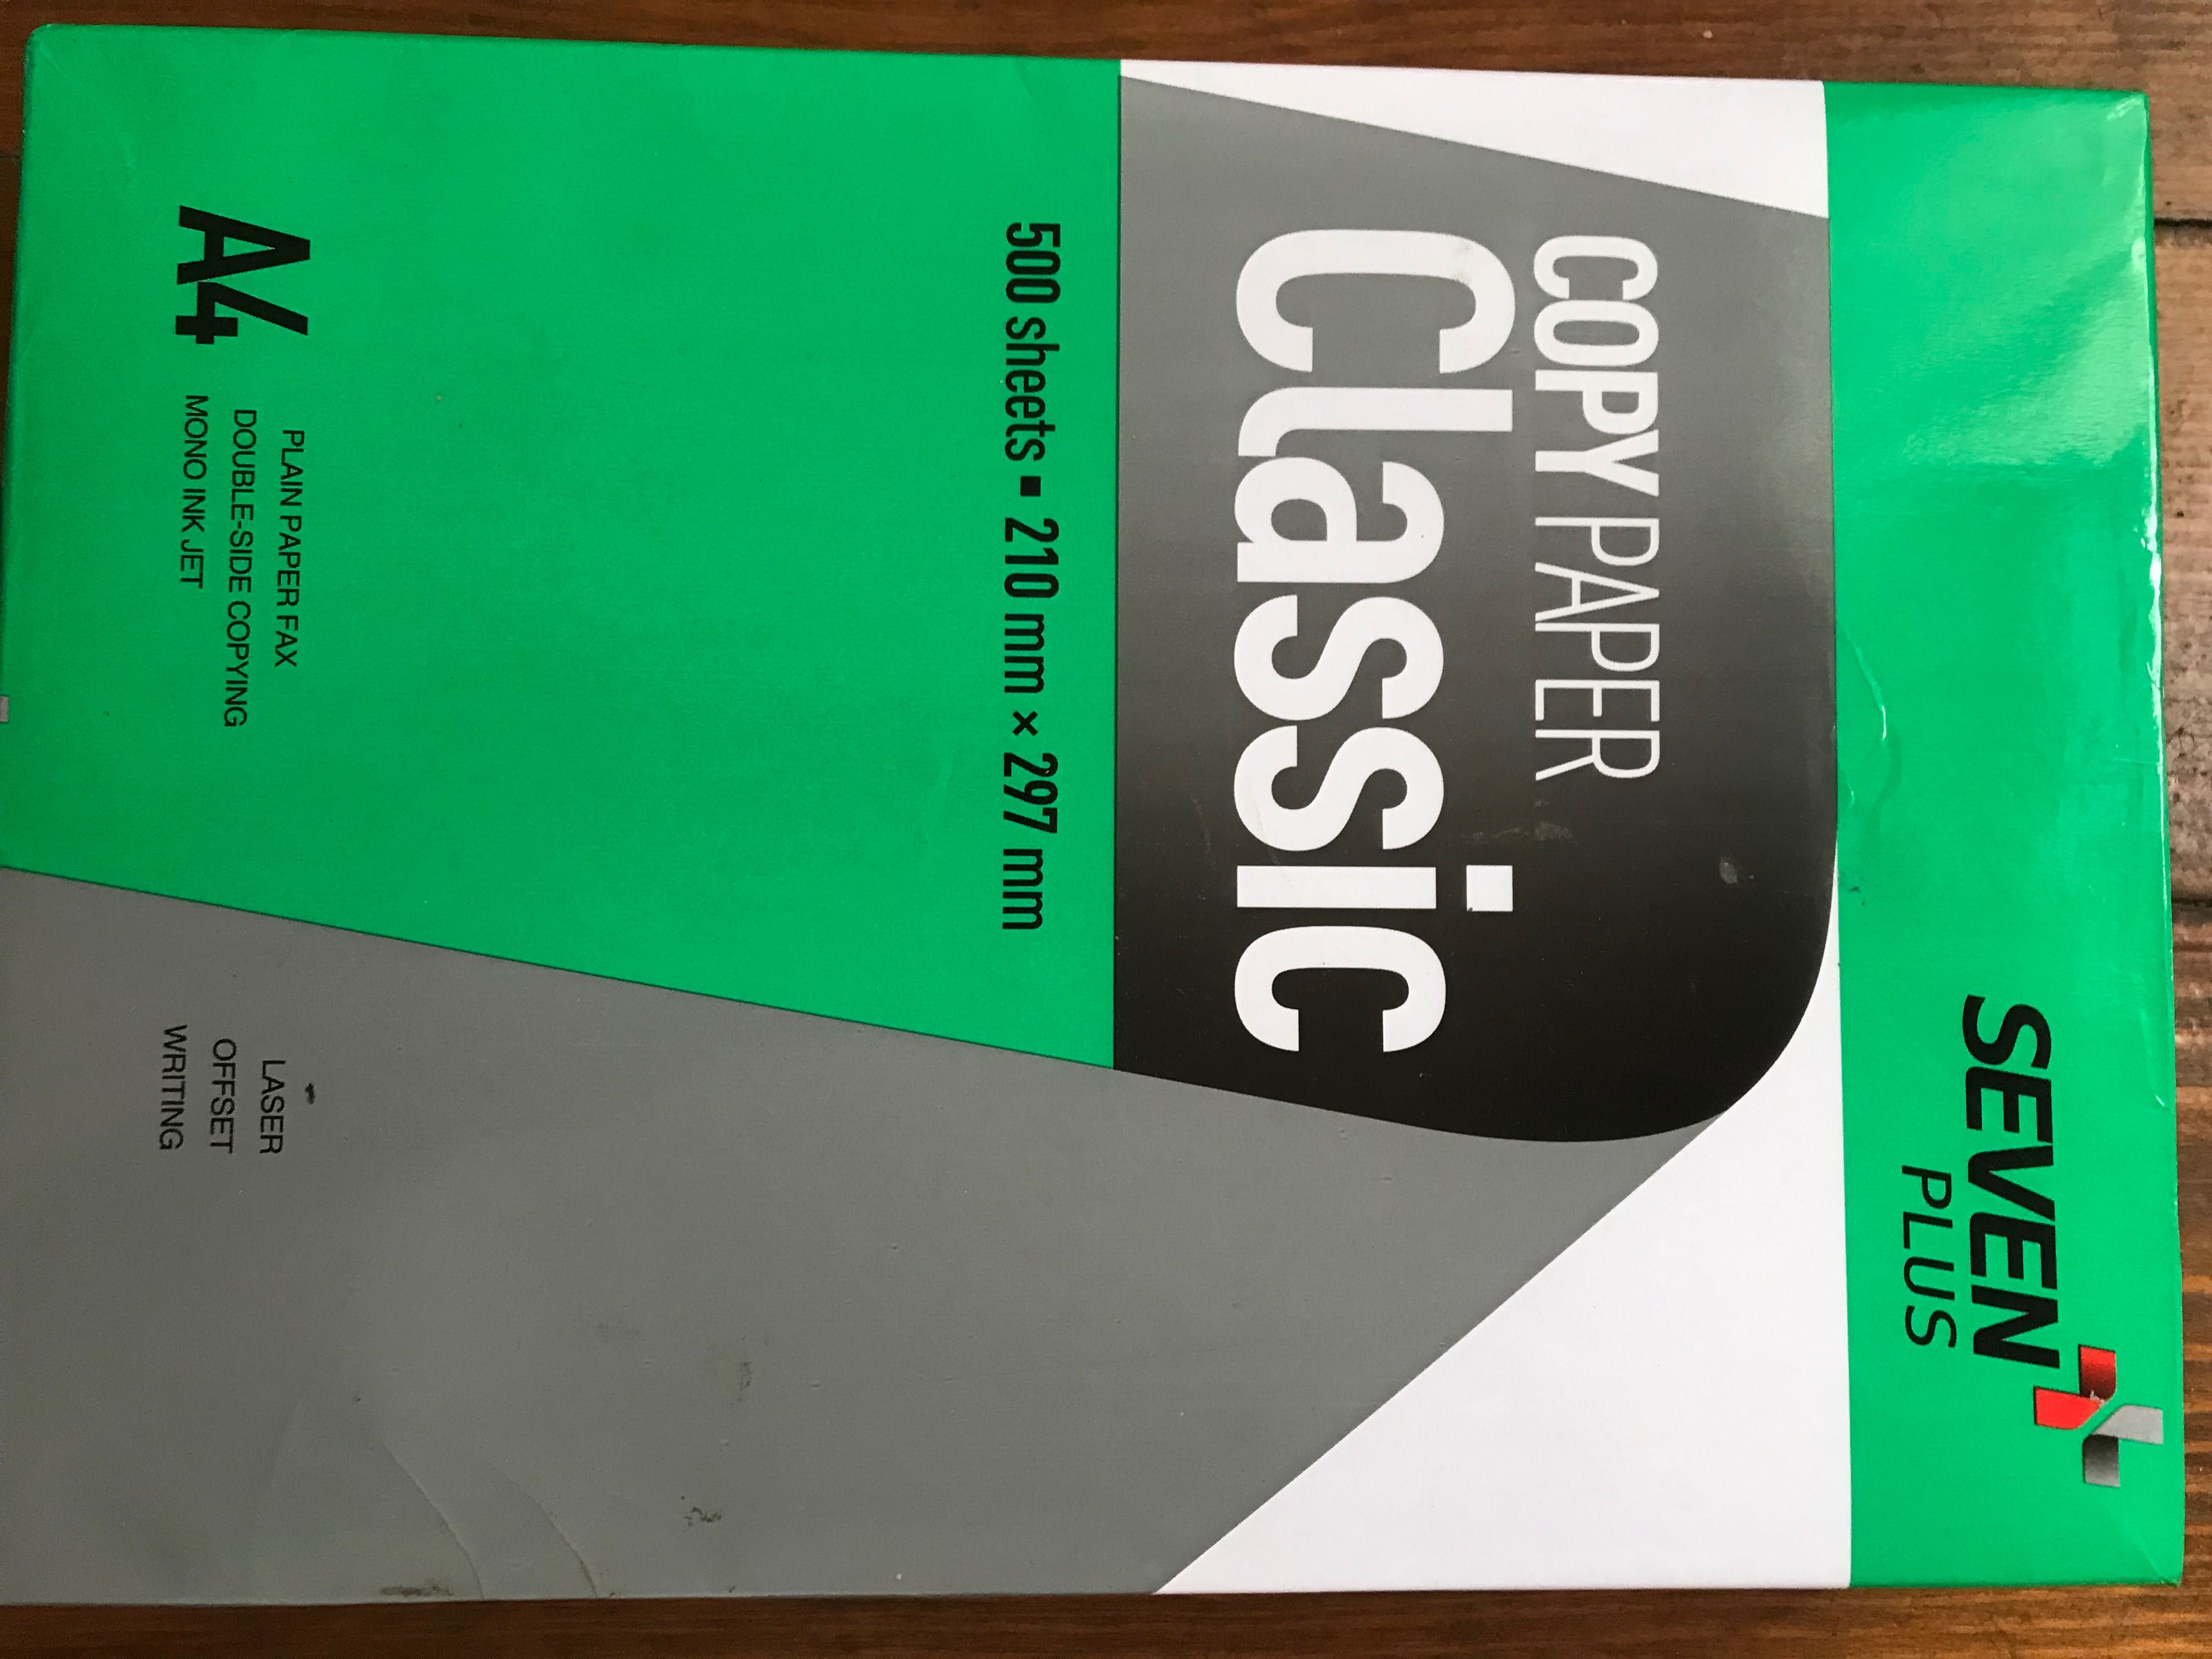 SEVEN
PLUS
COPY PAPER
Classic
500 sheets ▪ 210 mm × 297 mm
A4
PLAIN PAPER FAX
DOUBLE-SIDE COPYING
MONO INK JET
LASER
OFFSET
WRITING